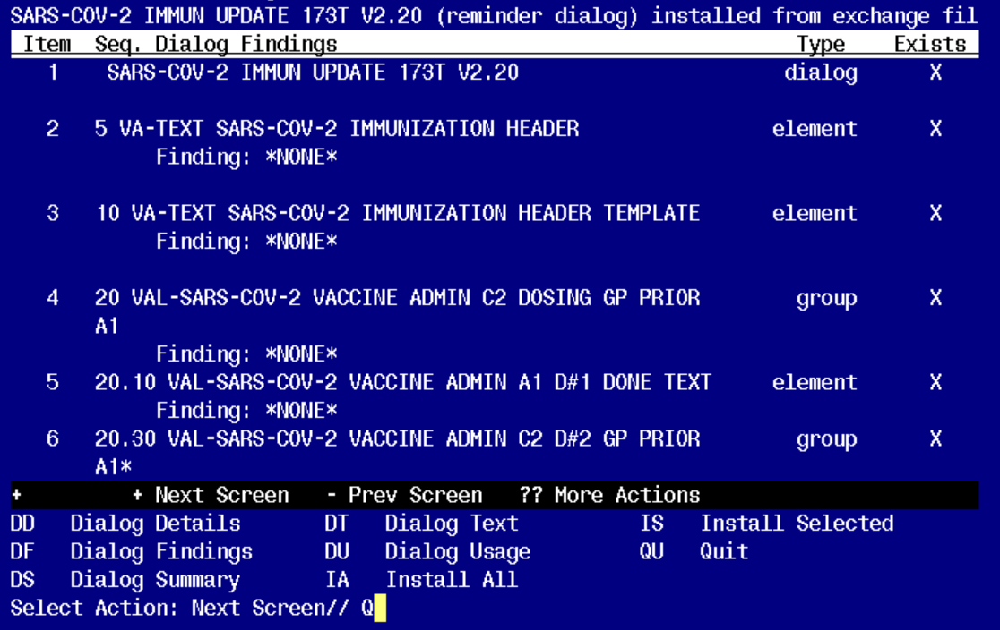 SARS-COV-2 IMMUN UPDATE 173T V2.20 (reminder dialog) installed from exchange fil
Item Seq. Dialog Findings Type Exists
1 SARS-COV-2 IMMUN UPDATE 173T V2.20 dialog X
2 5 VA-TEXT SARS-COV-2 IMMUNIZATION HEADER element X
Finding: *NONE*
3 10 VA-TEXT SARS-COV-2 IMMUNIZATION HEADER TEMPLATE element X
Finding: *NONE*
4 20 VAL-SARS-COV-2 VACCINE ADMIN C2 DOSING GP PRIOR group X
A1
Finding: *NONE*
5 20.10 VAL-SARS-COV-2 VACCINE ADMIN A1 D#1 DONE TEXT element X
Finding: *NONE*
6 20.30 VAL-SARS-COV-2 VACCINE ADMIN C2 D#2 GP PRIOR group X
A1*
+ + Next Screen - Prev Screen ?? More Actions
DD Dialog Details DT Dialog Text IS Install Selected
DF Dialog Findings DU Dialog Usage QU Quit
DS Dialog Summary IA Install All
Select Action: Next Screen// Q